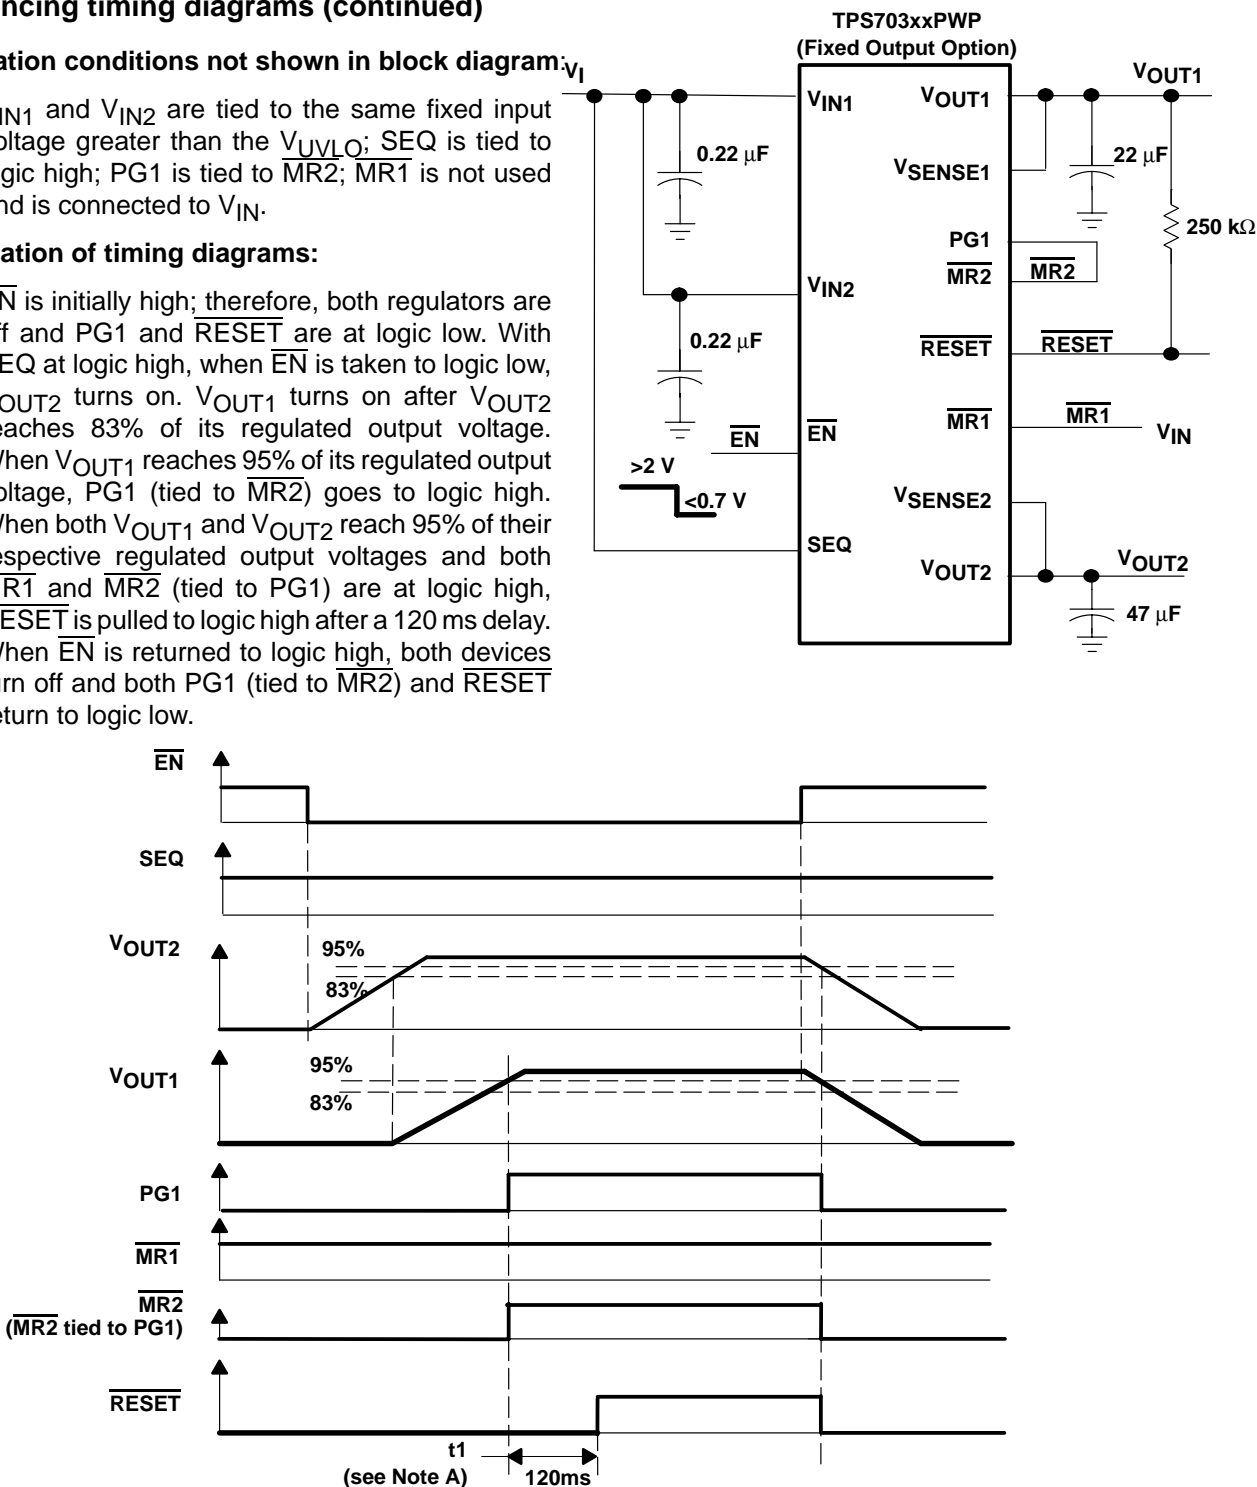 ncing timing diagrams (continued)
ation conditions not shown in block diagram:
IN1 and VIN2 are tied to the same fixed input
oltage greater than the VUVLO; SEQ is tied to
gic high; PG1 is tied to MR2; MR1 is not used
nd is connected to VIN.
ation of timing diagrams:
N is initially high; therefore, both regulators are
ff and PG1 and RESET are at logic low. With
EQ at logic high, when EN is taken to logic low,
OUT2 turns on. VOUT1 turns on after VOUT2
eaches 83% of its regulated output voltage.
hen VOUT1 reaches 95% of its regulated output
oltage, PG1 (tied to MR2) goes to logic high.
hen both VOUT1 and VOUT2 reach 95% of their
espective regulated output voltages and both
R1 and MR2 (tied to PG1) are at logic high,
ESET is pulled to logic high after a 120 ms delay.
hen EN is returned to logic high, both devices
urn off and both PG1 (tied to MR2) and RESET
eturn to logic low.
TPS703xxPWP
(Fixed Output Option)
VI
VIN1
VOUT1
VOUT1
0.22 μF
VSENSE1
22 μF
250 kΩ
PG1
MR2
MR2
VIN2
0.22 μF
RESET
RESET
EN
EN
MR1
MR1
VIN
>2 V
<0.7 V
VSENSE2
SEQ
VOUT2
VOUT2
47 μF
EN
SEQ
VOUT2
95%
83%
VOUT1
95%
83%
PG1
MR1
MR2
(MR2 tied to PG1)
RESET
t1
(see Note A)
120ms